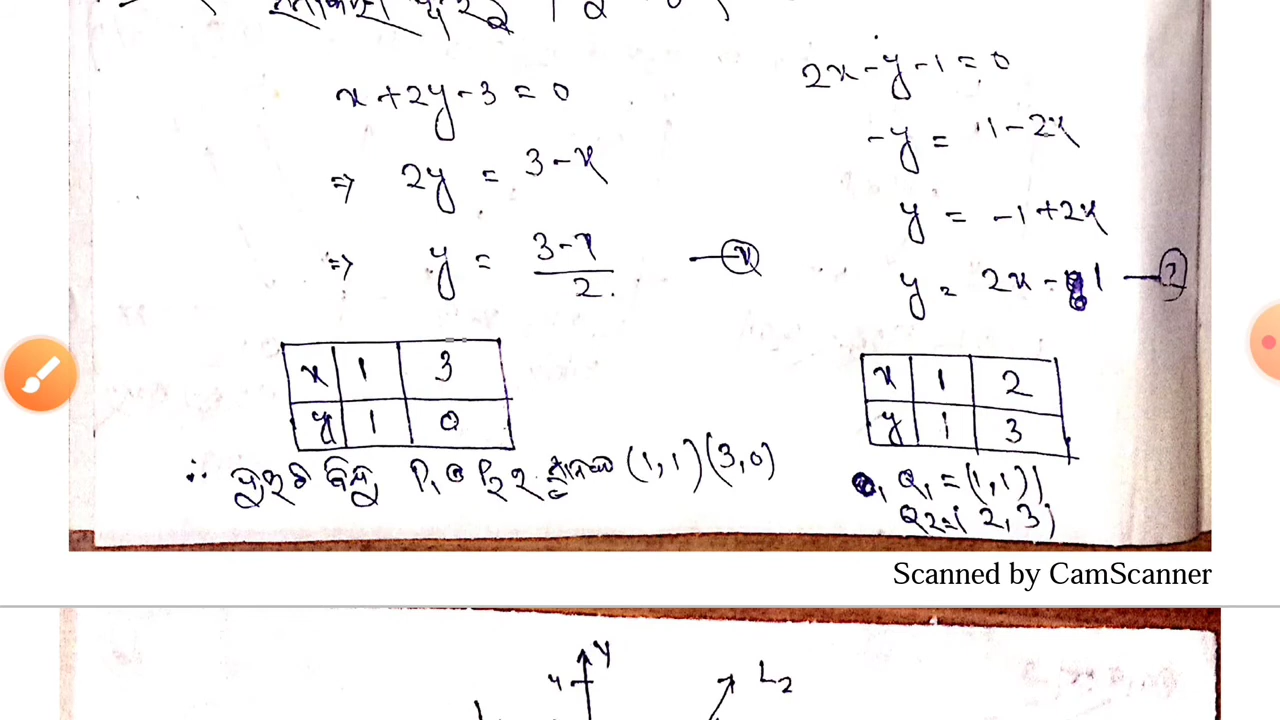 x + 2y - 3 = 0
⇒ 2y = 3 - x
⇒ y = \frac{3-x}{2}
x 1 3
y 1 0
∴ ବିନ୍ଦୁ P₁ ଓ P₂ ର (1,1) (3,0)
2x - y - 1 = 0
-y = 1 - 2x
y = -1 + 2x
y = 2x - 1
x 1 2
y 1 3
Q₁ = (1,1)
Q2 = (2,3)
Scanned by CamScanner
Y
4
L₂